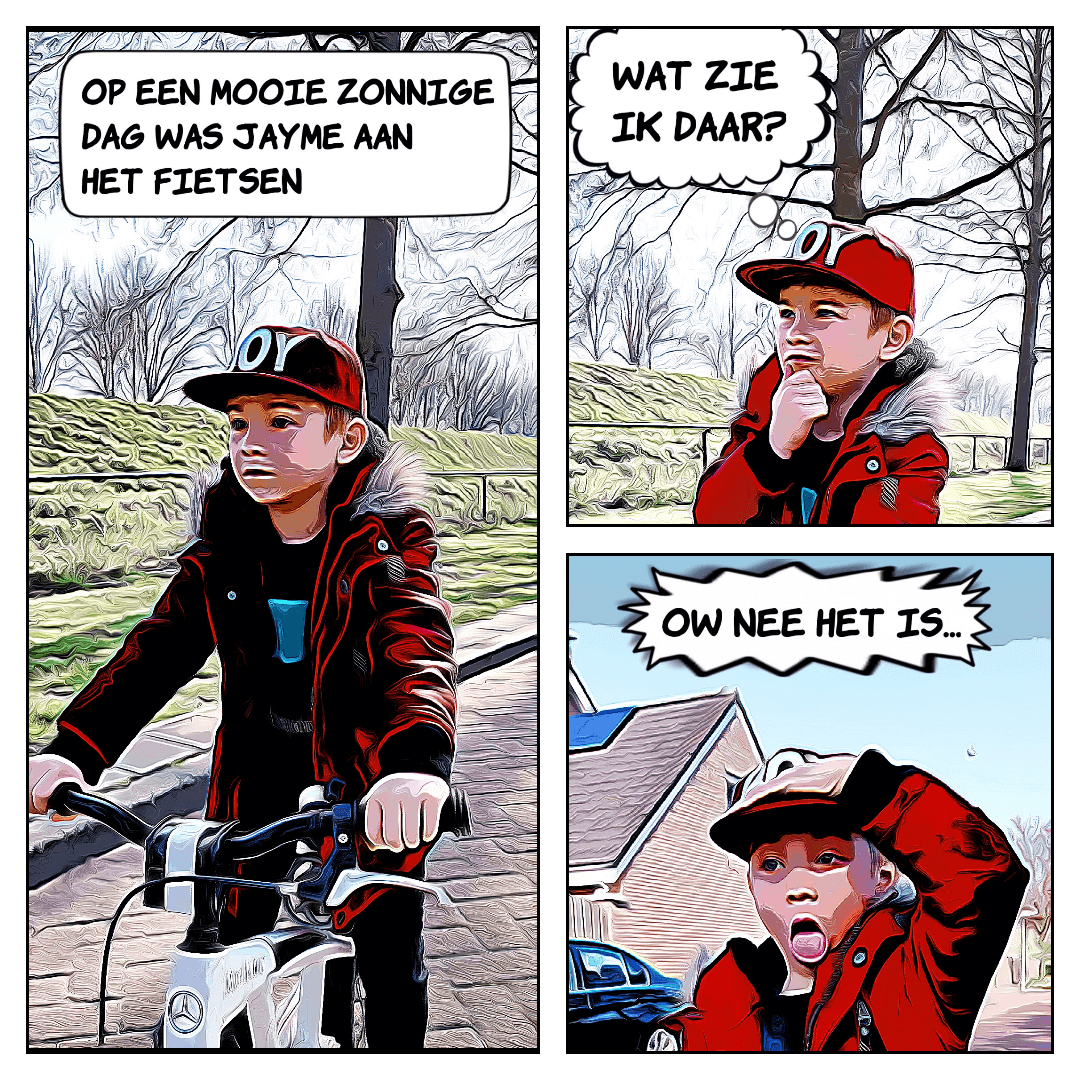 OP EEN MOOIE ZONNIGE
DAG WAS JAYME AAN
HET FIETSEN
OY
WAT ZIE
IK DAAR?
OY
OW NEE HET IS...